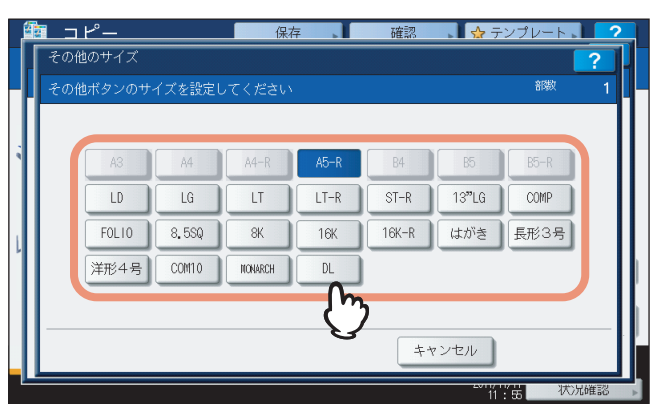 コピー 保存 確認 テンプレート ?
その他のサイズ ?
その他ボタンのサイズを設定してください 部数 1
A3 A4 A4-R A5-R B4 B5 B5-R
LD LG LT LT-R ST-R 13"LG COMP
FOLIO 8.5SQ 8K 16K 16K-R はがき 長形3号
洋形4号 COM10 MONARCH DL
キャンセル
11:55 状況確認